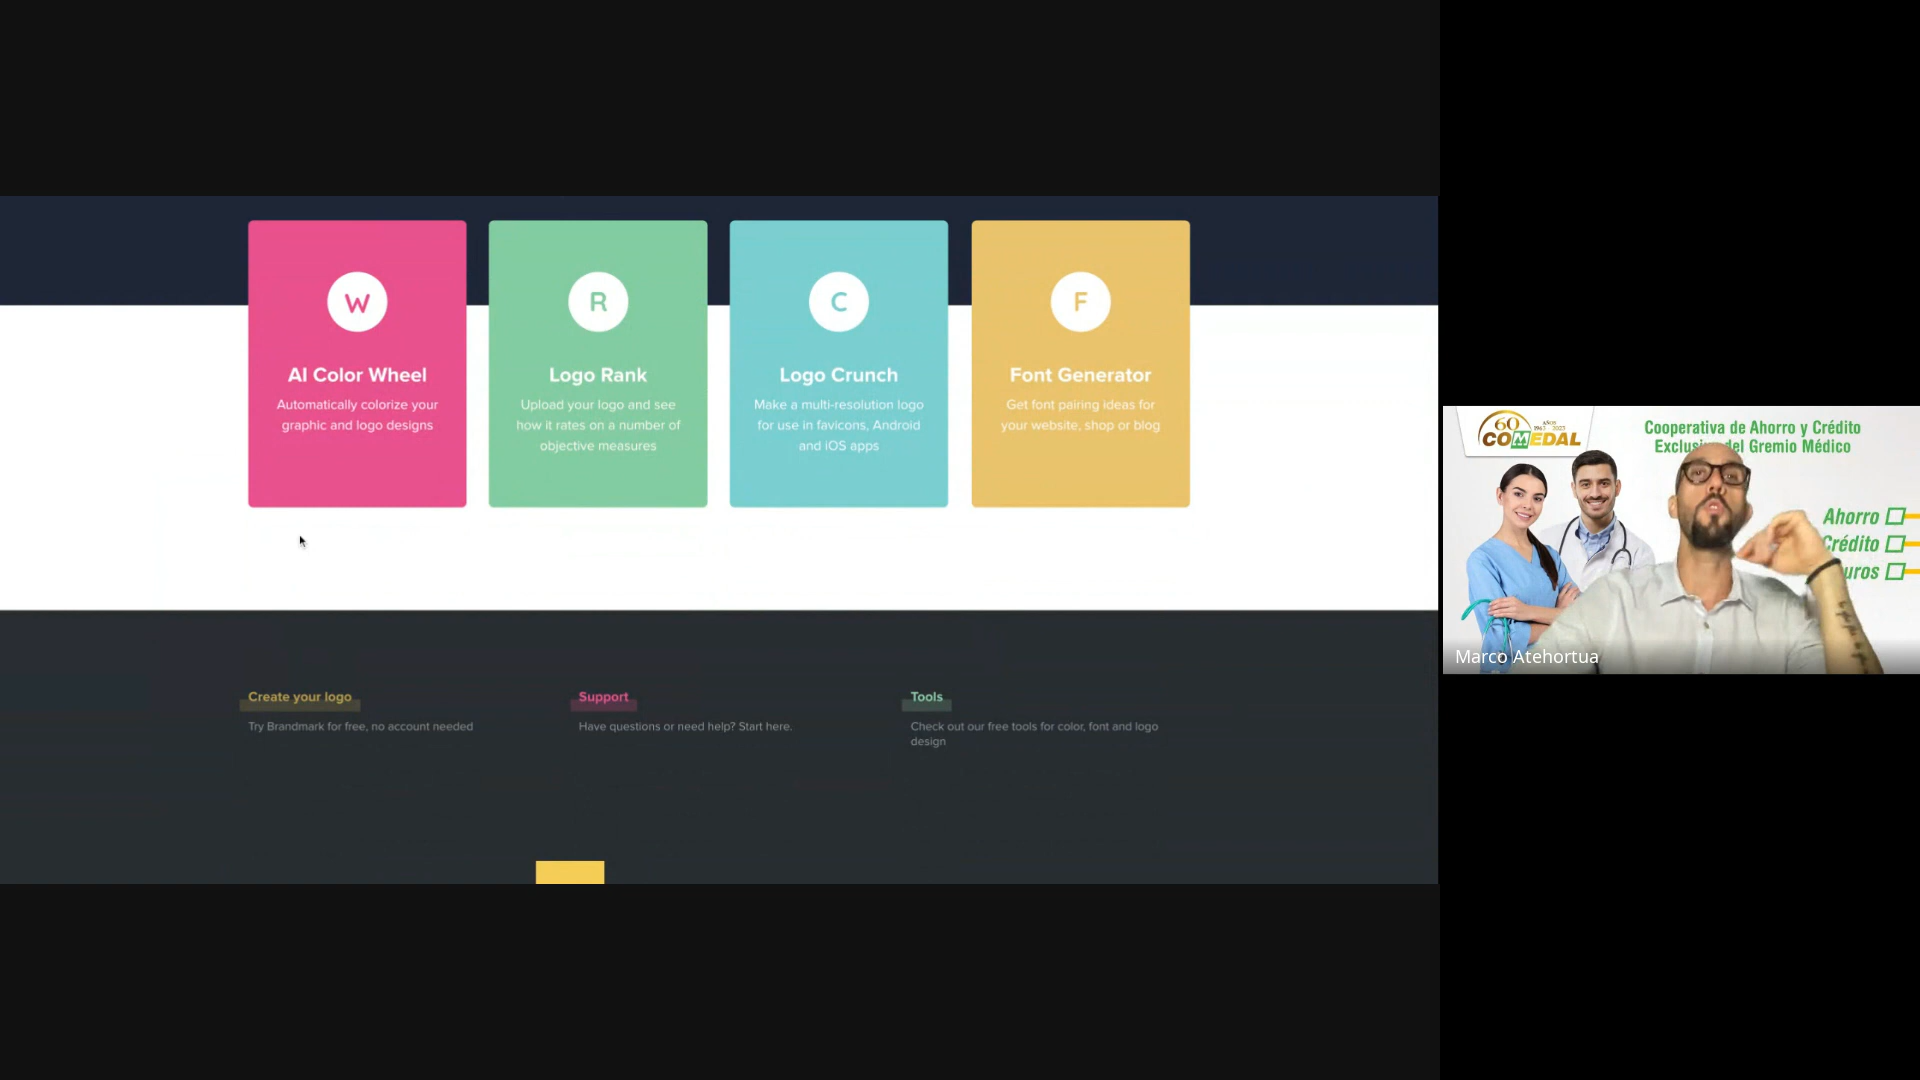 W
AI Color Wheel
Automatically colorize your
graphic and logo designs
R
Logo Rank
Upload your logo and see
how it rates on a number of
objective measures
C
Logo Crunch
Make a multi-resolution logo
for use in favicons, Android
and iOS apps
F
Font Generator
Get font pairing ideas for
your website, shop or blog
Create your logo
Try Brandmark for free, no account needed
Support
Have questions or need help? Start here.
Tools
Check out our free tools for color, font and logo
design
60 AÑOS
COMEDAL
Cooperativa de Ahorro y Crédito
del Gremio Médico
Ahorro
Crédito
Marco Atehortua